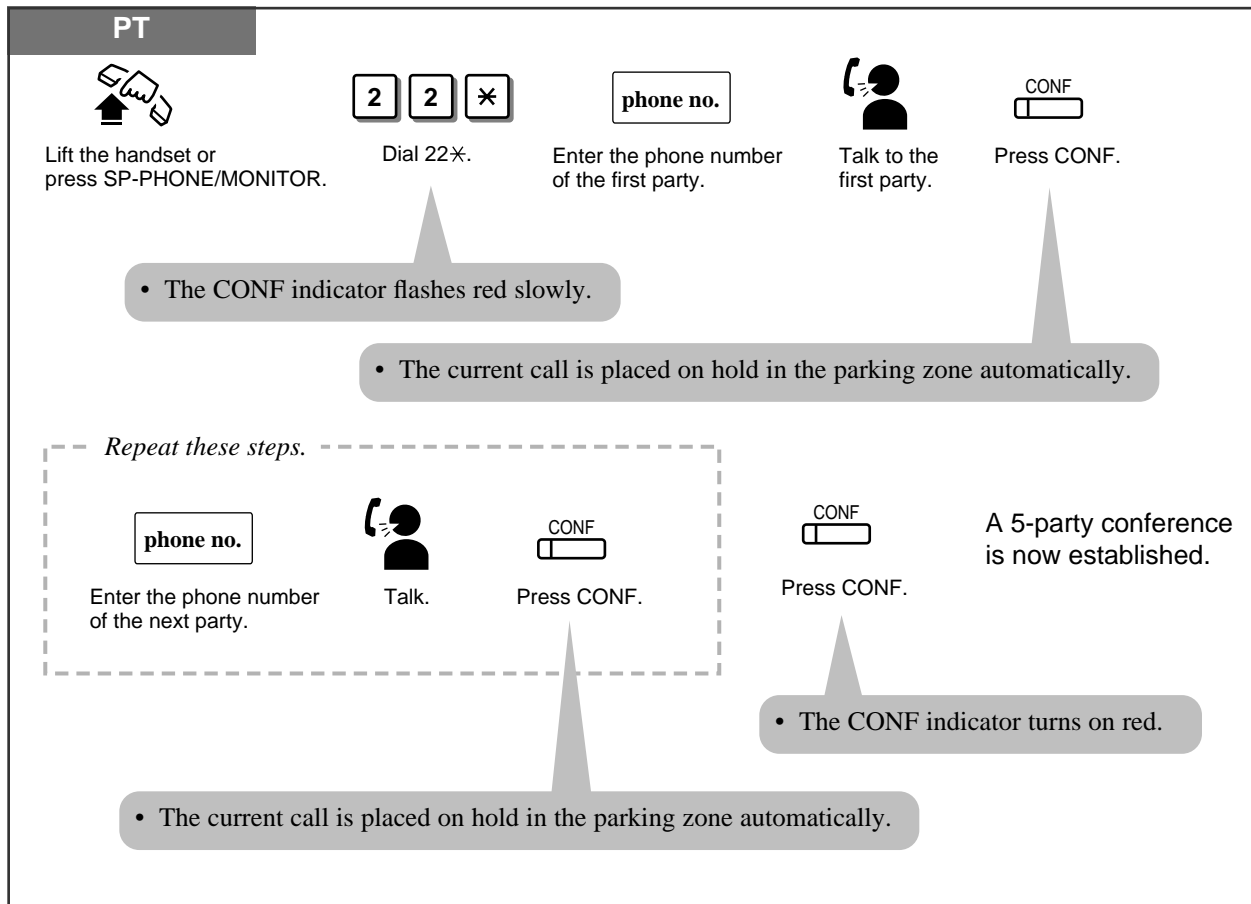 PT
2 2 ✳
phone no.
CONF
Lift the handset or
press SP-PHONE/MONITOR.
Dial 22✳.
Enter the phone number
of the first party.
Talk to the
first party.
Press CONF.
• The CONF indicator flashes red slowly.
• The current call is placed on hold in the parking zone automatically.
Repeat these steps.
phone no.
CONF
Enter the phone number
of the next party.
Talk.
Press CONF.
CONF
Press CONF.
A 5-party conference
is now established.
• The CONF indicator turns on red.
• The current call is placed on hold in the parking zone automatically.